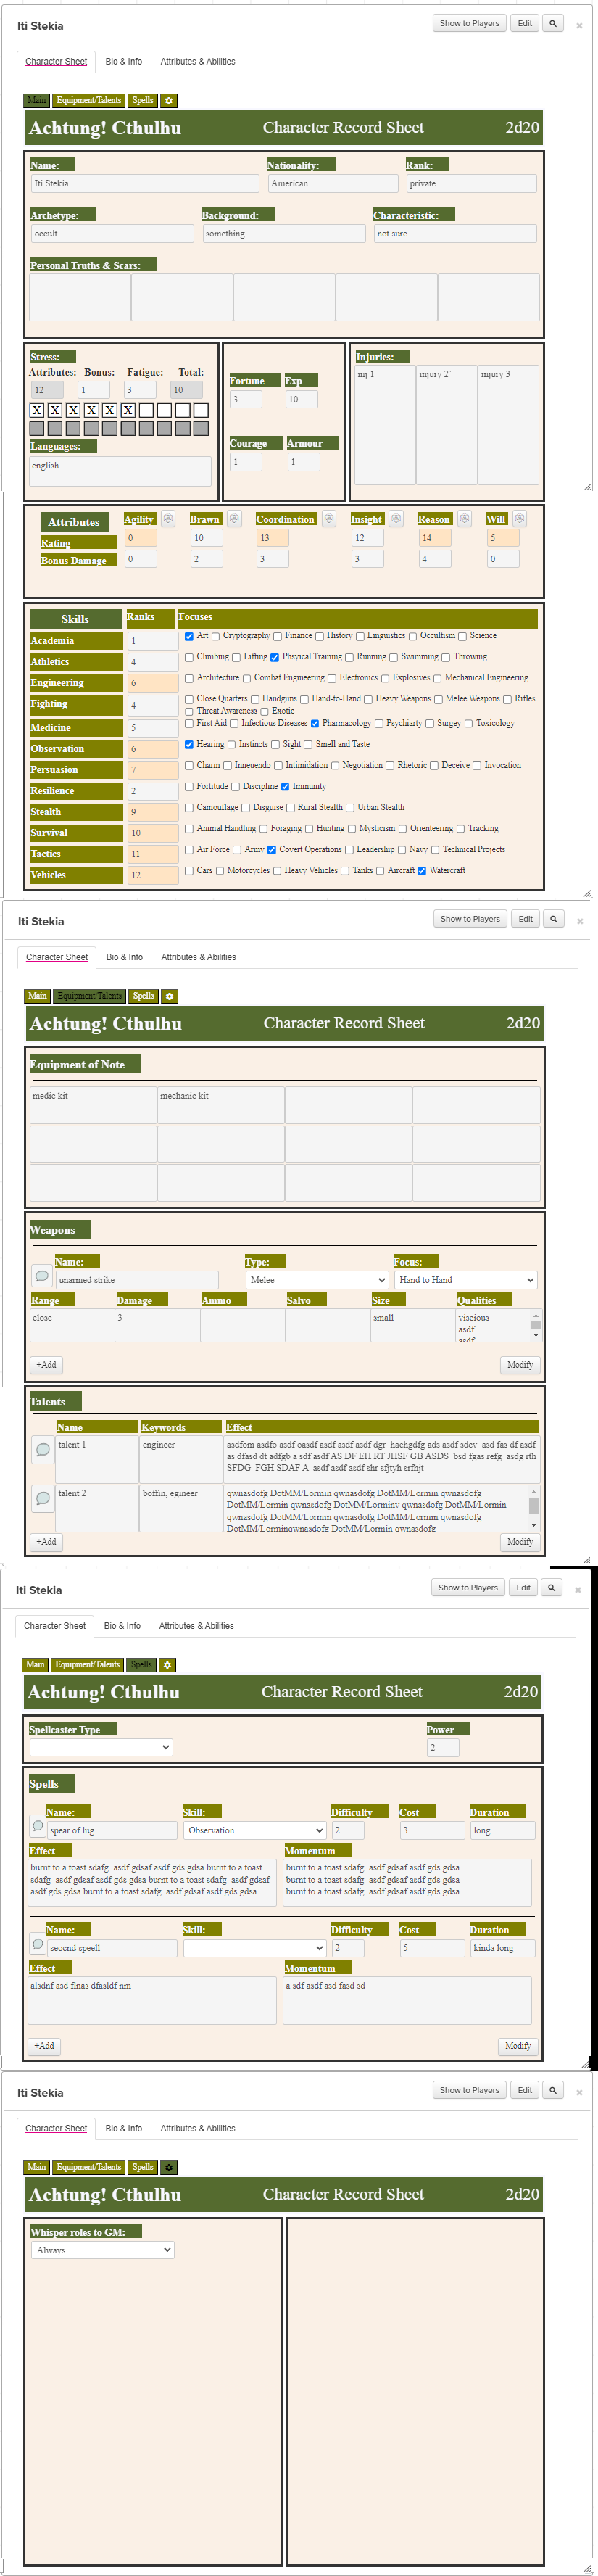 Iti Stekia
Show to Players Edit
Character Sheet Bio & Info Attributes & Abilities
Main Equipment/Talents Spells
Achtung! Cthulhu Character Record Sheet 2d20
Name: Nationality: Rank:
Iti Stekia American private
Archetype: Background: Characteristic:
occult something not sure
Personal Truths & Scars:
Stress:
Attributes: Bonus: Fatigue: Total:
12 1 3 10
X X X X X X
Languages:
english
Fortune Exp
3 10
Courage Armour
1 1
Injuries:
inj 1 injury 2` injury 3
Attributes Agility Brawn Coordination Insight Reason Will
Rating 0 10 13 12 14 5
Bonus Damage 0 2 3 3 4 0
Skills Ranks Focuses
Academia 1 Art Cryptography Finance History Linguistics Occultism Science
Athletics 4 Climbing Lifting Phsyical Training Running Swimming Throwing
Engineering 6 Architecture Combat Engineering Electronics Explosives Mechanical Engineering
Fighting 4 Close Quarters Handguns Hand-to-Hand Heavy Weapons Melee Weapons Rifles
Threat Awareness Exotic
Medicine 5 First Aid Infectious Diseases Pharmacology Psychiarty Surgey Toxicology
Observation 6 Hearing Instincts Sight Smell and Taste
Persuasion 7 Charm Inneuendo Intimidation Negotiation Rhetoric Deceive Invocation
Resilience 2 Fortitude Discipline Immunity
Stealth 9 Camouflage Disguise Rural Stealth Urban Stealth
Survival 10 Animal Handling Foraging Hunting Mysticism Orienteering Tracking
Tactics 11 Air Force Army Covert Operations Leadership Navy Technical Projects
Vehicles 12 Cars Motorcycles Heavy Vehicles Tanks Aircraft Watercraft
Iti Stekia
Show to Players Edit
Character Sheet Bio & Info Attributes & Abilities
Main Equipment/Talents Spells
Achtung! Cthulhu Character Record Sheet 2d20
Equipment of Note
medic kit mechanic kit
Weapons
Name: Type: Focus:
unarmed strike Melee Hand to Hand
Range Damage Ammo Salvo Size Qualities
close 3 small viscious
asdf
asdf
+Add Modify
Talents
Name Keywords Effect
talent 1 engineer asdfom asdfo asdf oasdf asdf asdf asdf dgr haehgdfg ads asdf sdcv asd fas df asdf
as dfasd dt adfgb a sdf asdf AS DF EH RT JHSF GB ASDS bsd fgas refg asdg rth
SFDG FGH SDAF A asdf asdf asdf shr sfjtyh srfhjt
talent 2 boffin, egineer qwnasdofg DotMM/Lormin qwnasdofg DotMM/Lormin qwnasdofg
DotMM/Lormin qwnasdofg DotMM/Lorminv qwnasdofg DotMM/Lormin
qwnasdofg DotMM/Lormin qwnasdofg DotMM/Lormin qwnasdofg
DotMM/Lorminqwnasdofg DotMM/Lormin qwnasdofg
+Add Modify
Iti Stekia
Show to Players Edit
Character Sheet Bio & Info Attributes & Abilities
Main Equipment/Talents Spells
Achtung! Cthulhu Character Record Sheet 2d20
Spellcaster Type Power
2
Spells
Name: Skill: Difficulty Cost Duration
spear of lug Observation 2 3 long
Effect Momentum
burnt to a toast sdafg asdf gdsaf asdf gds gdsa burnt to a toast
sdafg asdf gdsaf asdf gds gdsa burnt to a toast sdafg asdf gdsaf
asdf gds gdsa burnt to a toast sdafg asdf gdsaf asdf gds gdsa
burnt to a toast sdafg asdf gdsaf asdf gds gdsa
burnt to a toast sdafg asdf gdsaf asdf gds gdsa
burnt to a toast sdafg asdf gdsaf asdf gds gdsa
Name: Skill: Difficulty Cost Duration
seocnd speell 2 5 kinda long
Effect Momentum
alsdnf asd flnas dfasldf nm a sdf asdf asd fasd sd
+Add Modify
Iti Stekia
Show to Players Edit
Character Sheet Bio & Info Attributes & Abilities
Main Equipment/Talents Spells
Achtung! Cthulhu Character Record Sheet 2d20
Whisper roles to GM:
Always